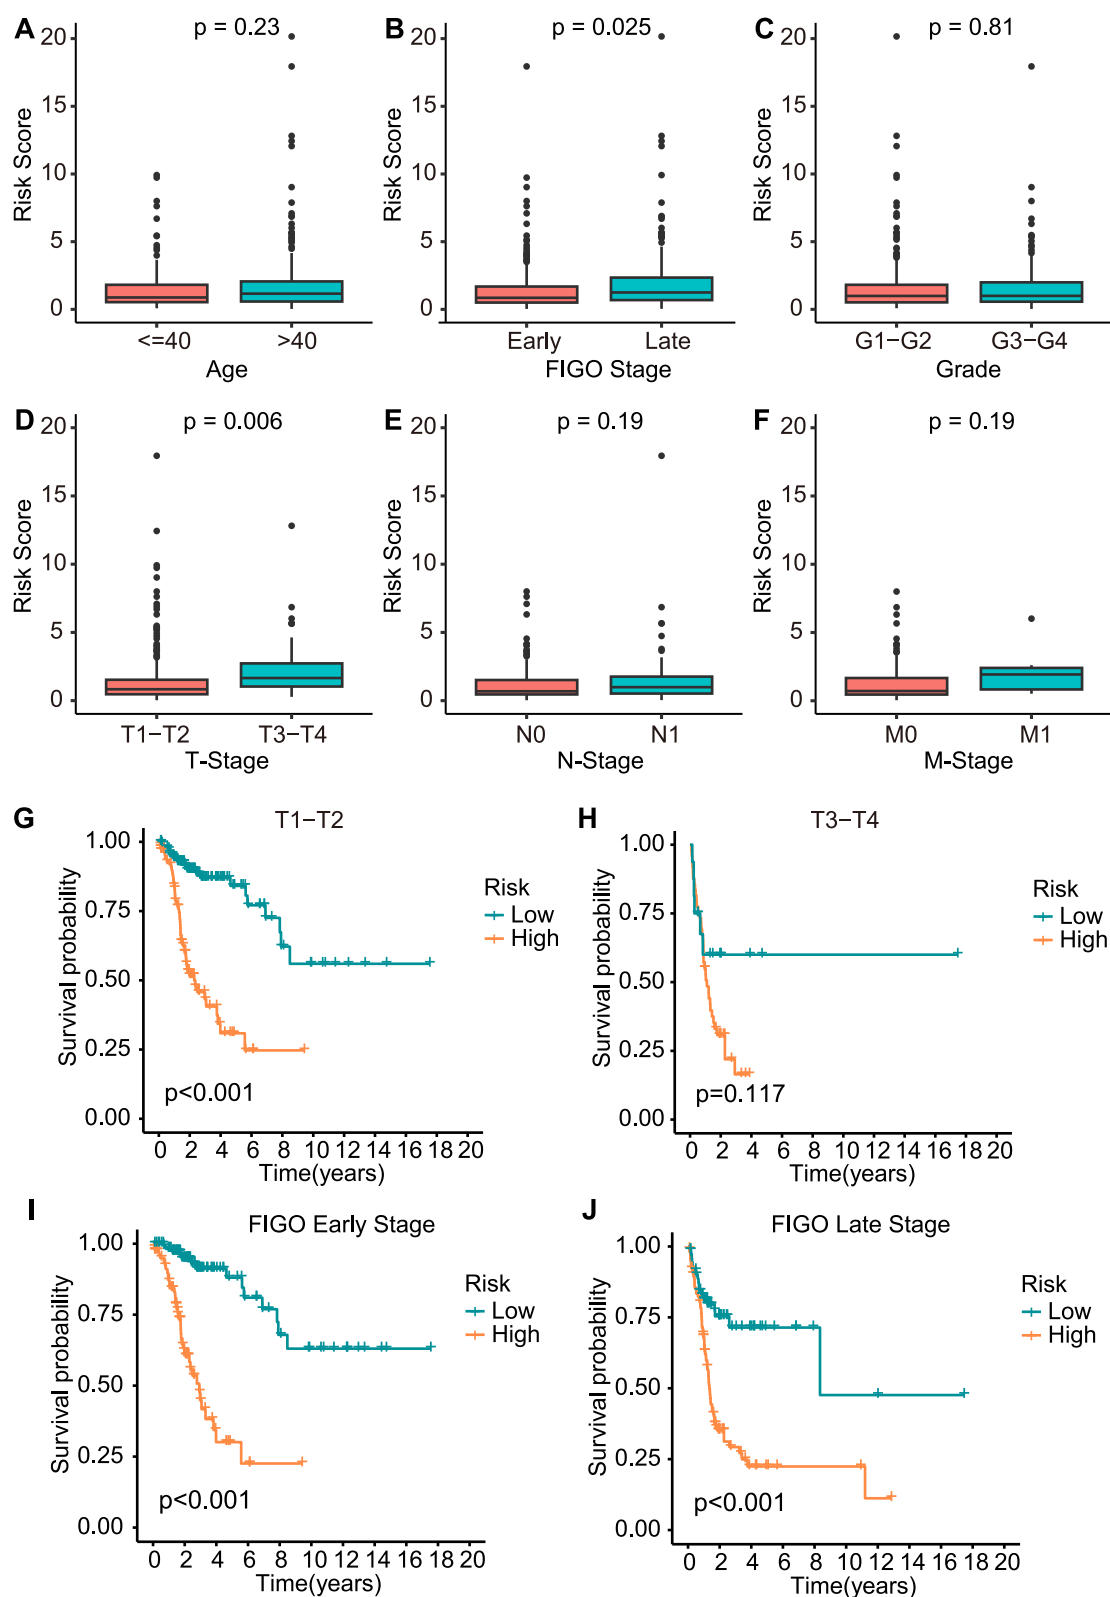 A
p = 0.23
20
15
10
5
0
Risk Score
<=40 >40
Age
B
p = 0.025
20
15
10
5
0
Risk Score
Early Late
FIGO Stage
C
p = 0.81
20
15
10
5
0
Risk Score
G1−G2 G3−G4
Grade
D
p = 0.006
20
15
10
5
0
Risk Score
T1−T2 T3−T4
T-Stage
E
p = 0.19
20
15
10
5
0
Risk Score
N0 N1
N-Stage
F
p = 0.19
20
15
10
5
0
Risk Score
M0 M1
M-Stage
G
T1−T2
1.00
0.75
0.50
0.25
0.00
Survival probability
Risk
Low
High
p<0.001
0 2 4 6 8 10 12 14 16 18 20
Time(years)
H
T3−T4
1.00
0.75
0.50
0.25
0.00
Survival probability
Risk
Low
High
p=0.117
0 2 4 6 8 10 12 14 16 18 20
Time(years)
I
FIGO Early Stage
1.00
0.75
0.50
0.25
0.00
Survival probability
Risk
Low
High
p<0.001
0 2 4 6 8 10 12 14 16 18 20
Time(years)
J
FIGO Late Stage
1.00
0.75
0.50
0.25
0.00
Survival probability
Risk
Low
High
p<0.001
0 2 4 6 8 10 12 14 16 18 20
Time(years)